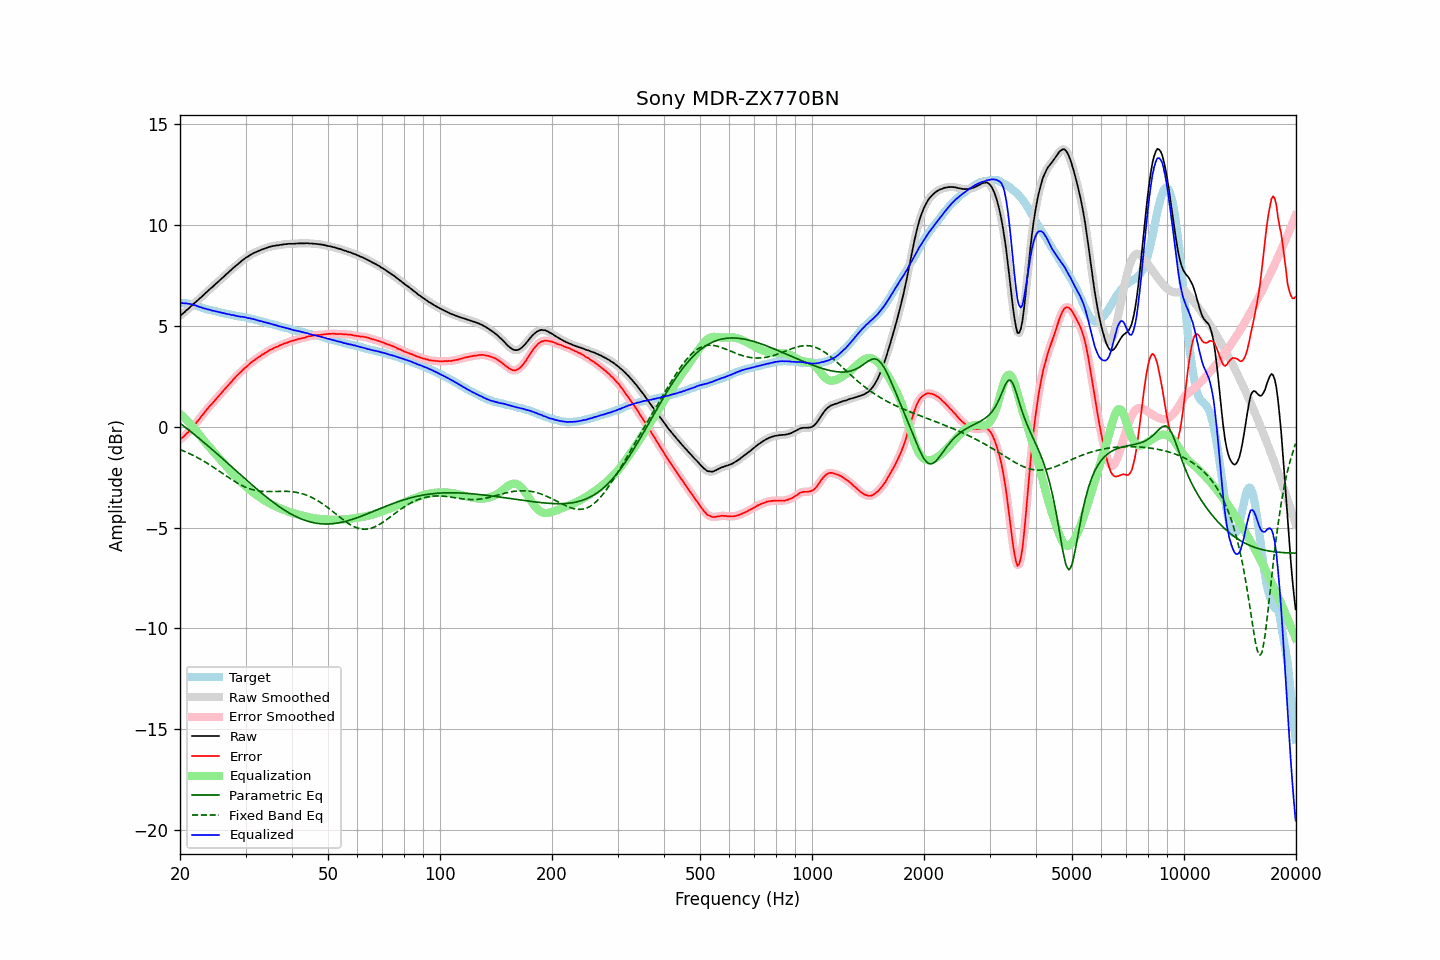 Sony MDR-ZX770BN
15
10
5
0
−5
−10
−15
−20
Amplitude (dBr)
Target
Raw Smoothed
Error Smoothed
Raw
Error
Equalization
Parametric Eq
Fixed Band Eq
Equalized
20
50
100
200
500
1000
2000
5000
10000
20000
Frequency (Hz)